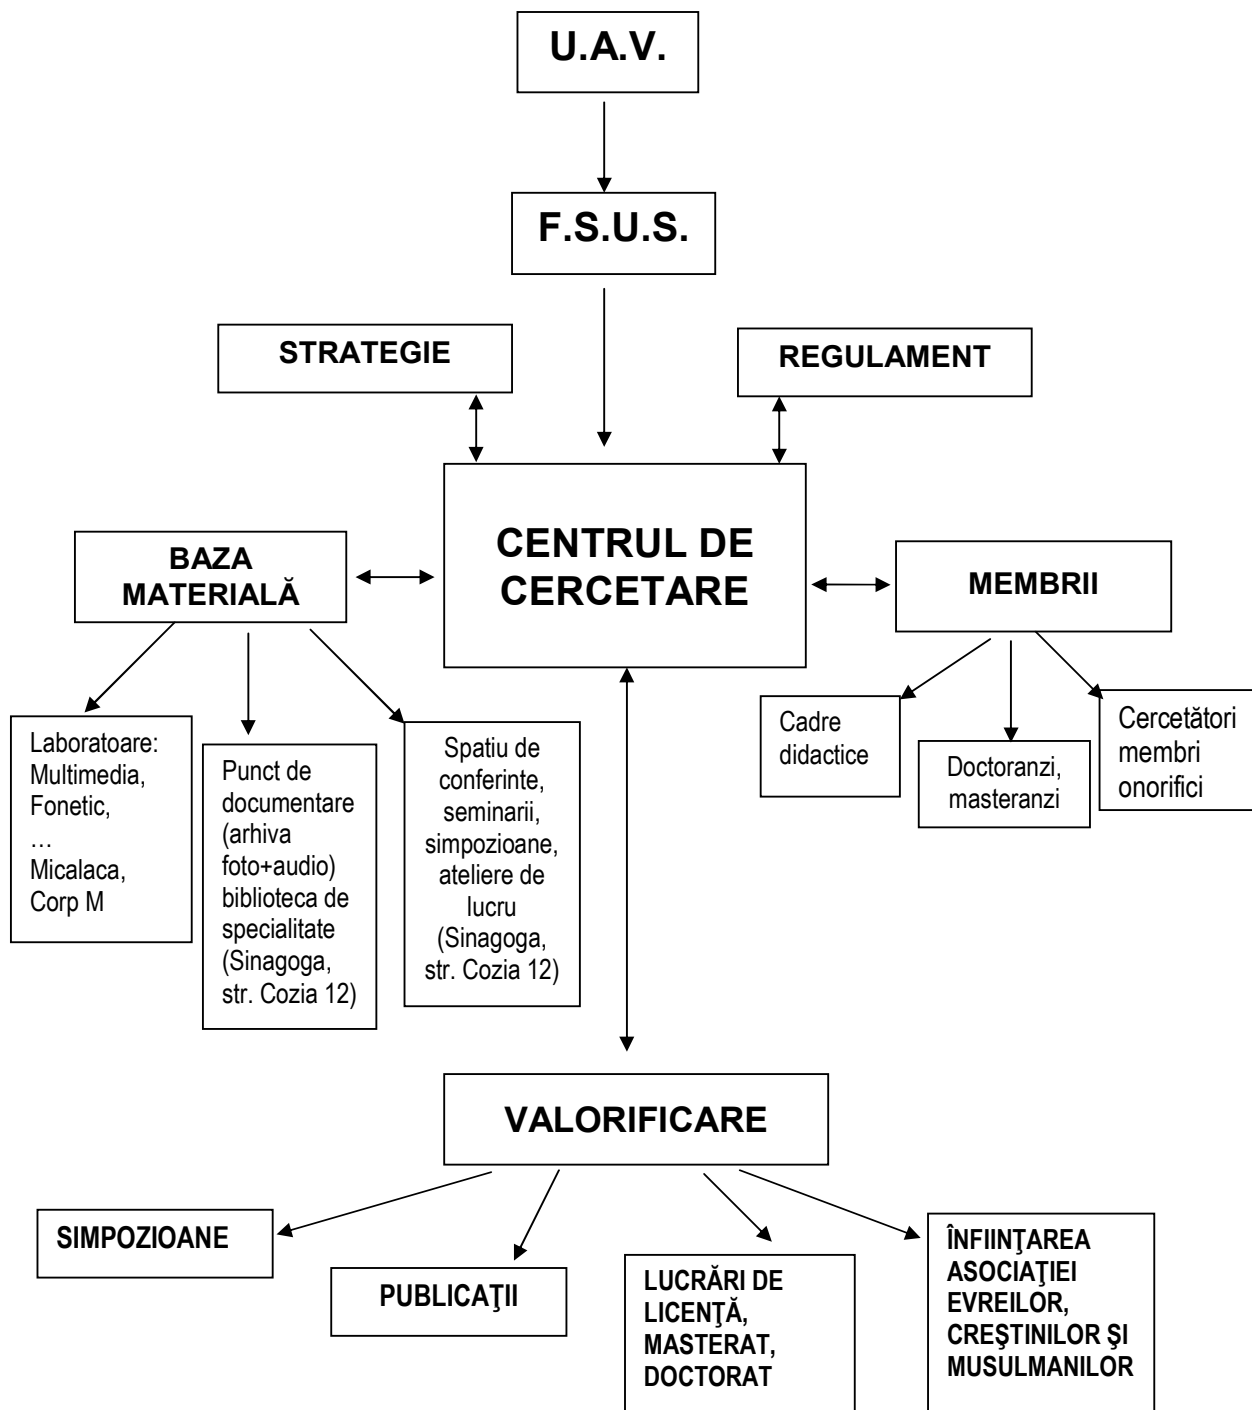 U.A.V.
F.S.U.S.
STRATEGIE
REGULAMENT
CENTRUL DE
CERCETARE
BAZA
MATERIALĂ
MEMBRII
Laboratoare:
Multimedia,
Fonetic,
…
Micalaca,
Corp M
Punct de
documentare
(arhiva
foto+audio)
biblioteca de
specialitate
(Sinagoga,
str. Cozia 12)
Spatiu de
conferinte,
seminarii,
simpozioane,
ateliere de
lucru
(Sinagoga,
str. Cozia 12)
Cadre
didactice
Doctoranzi,
masteranzi
Cercetători
membri
onorifici
VALORIFICARE
SIMPOZIOANE
PUBLICAŢII
LUCRĂRI DE
LICENŢĂ,
MASTERAT,
DOCTORAT
ÎNFIINŢAREA
ASOCIAŢIEI
EVREILOR,
CREŞTINILOR ŞI
MUSULMANILOR